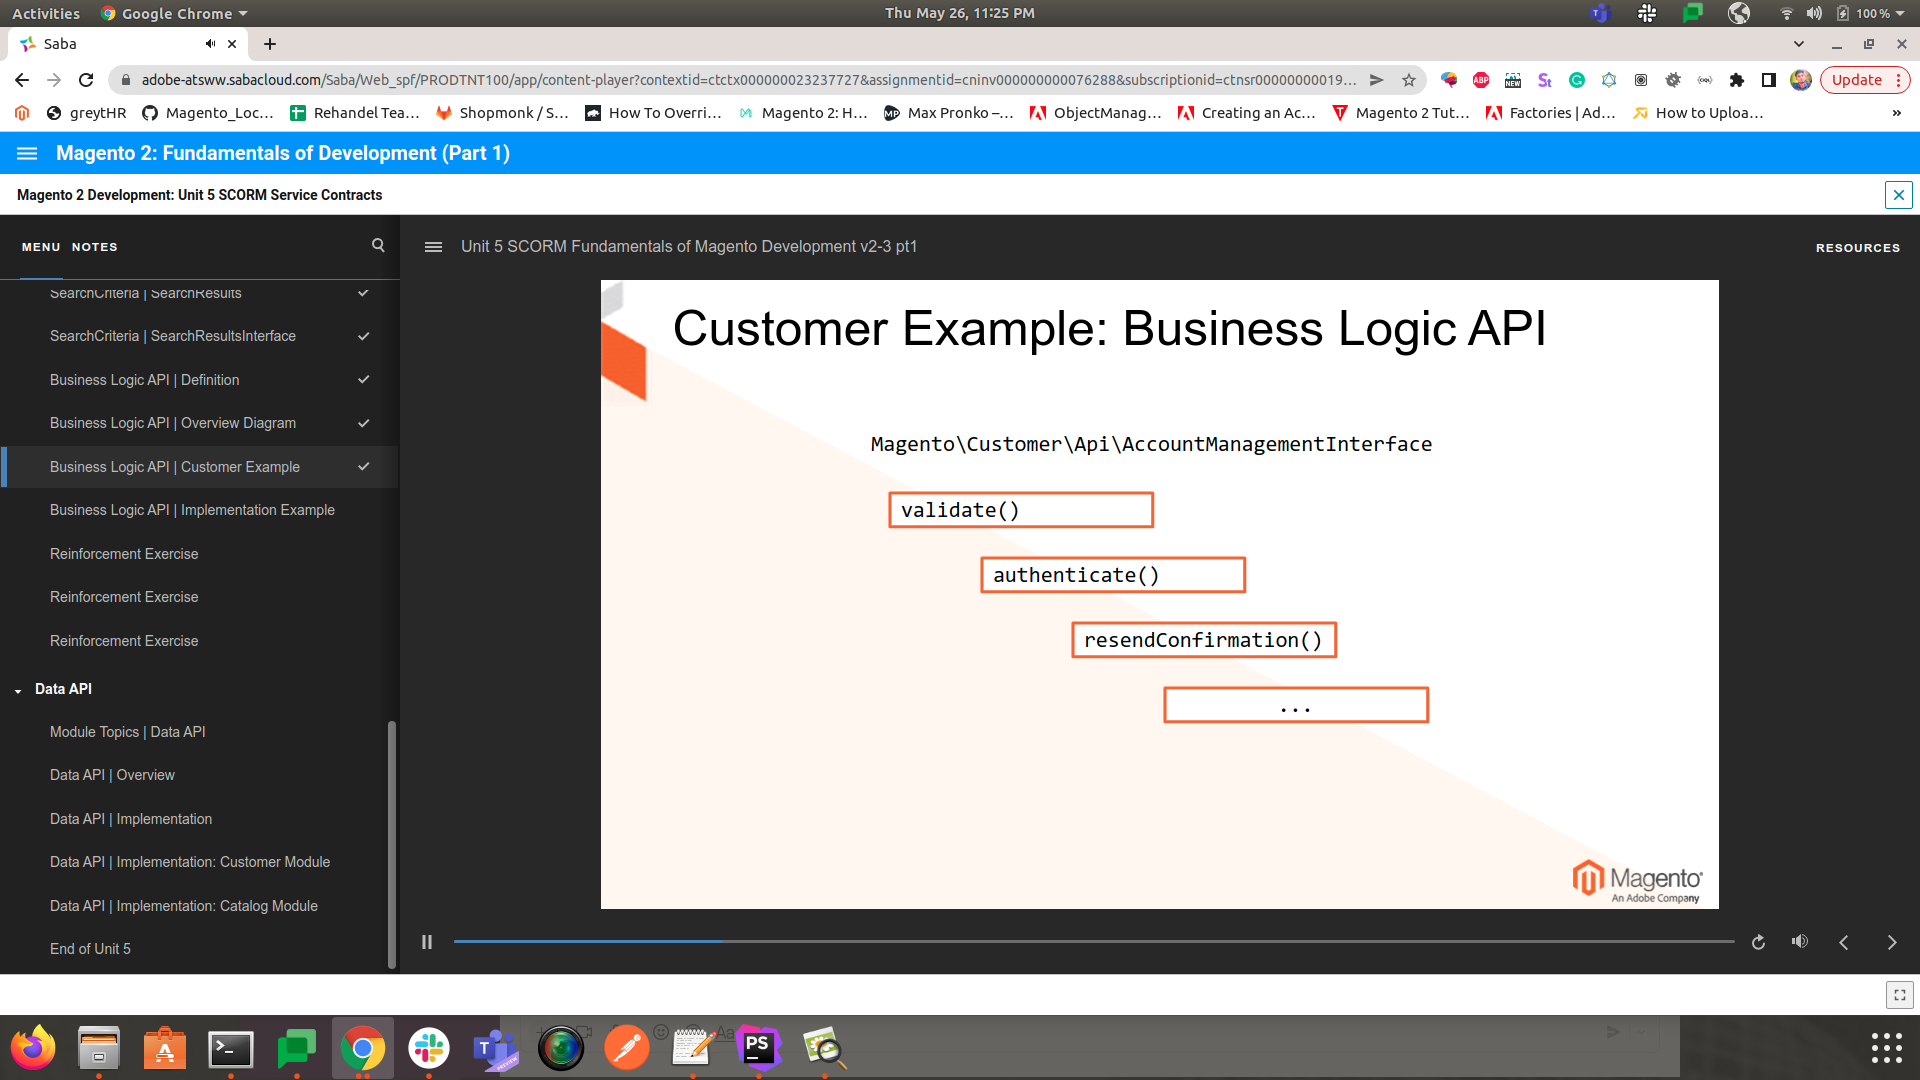 Activities Google Chrome Thu May 26, 11:25 PM 100 %
Saba
adobe-atsww.sabacloud.com/Saba/Web_spf/PRODTNT100/app/content-player?contextid=ctctx000000023237727&assignmentid=cninv000000000076288&subscriptionid=ctnsr00000000019... ABP NEW St Update
greytHR Magento_Loc... Rehandel Tea... Shopmonk / S... How To Overri... Magento 2: H... Max Pronko –... ObjectManag... Creating an Ac... Magento 2 Tut... Factories | Ad... How to Uploa... »
Magento 2: Fundamentals of Development (Part 1)
Magento 2 Development: Unit 5 SCORM Service Contracts
MENU NOTES
Unit 5 SCORM Fundamentals of Magento Development v2-3 pt1
RESOURCES
SearchCriteria | SearchResults
SearchCriteria | SearchResultsInterface
Business Logic API | Definition
Business Logic API | Overview Diagram
Business Logic API | Customer Example
Business Logic API | Implementation Example
Reinforcement Exercise
Reinforcement Exercise
Reinforcement Exercise
Data API
Module Topics | Data API
Data API | Overview
Data API | Implementation
Data API | Implementation: Customer Module
Data API | Implementation: Catalog Module
End of Unit 5
Customer Example: Business Logic API
Magento\Customer\Api\AccountManagementInterface
validate()
authenticate()
resendConfirmation()
...
Magento
An Adobe Company
PS